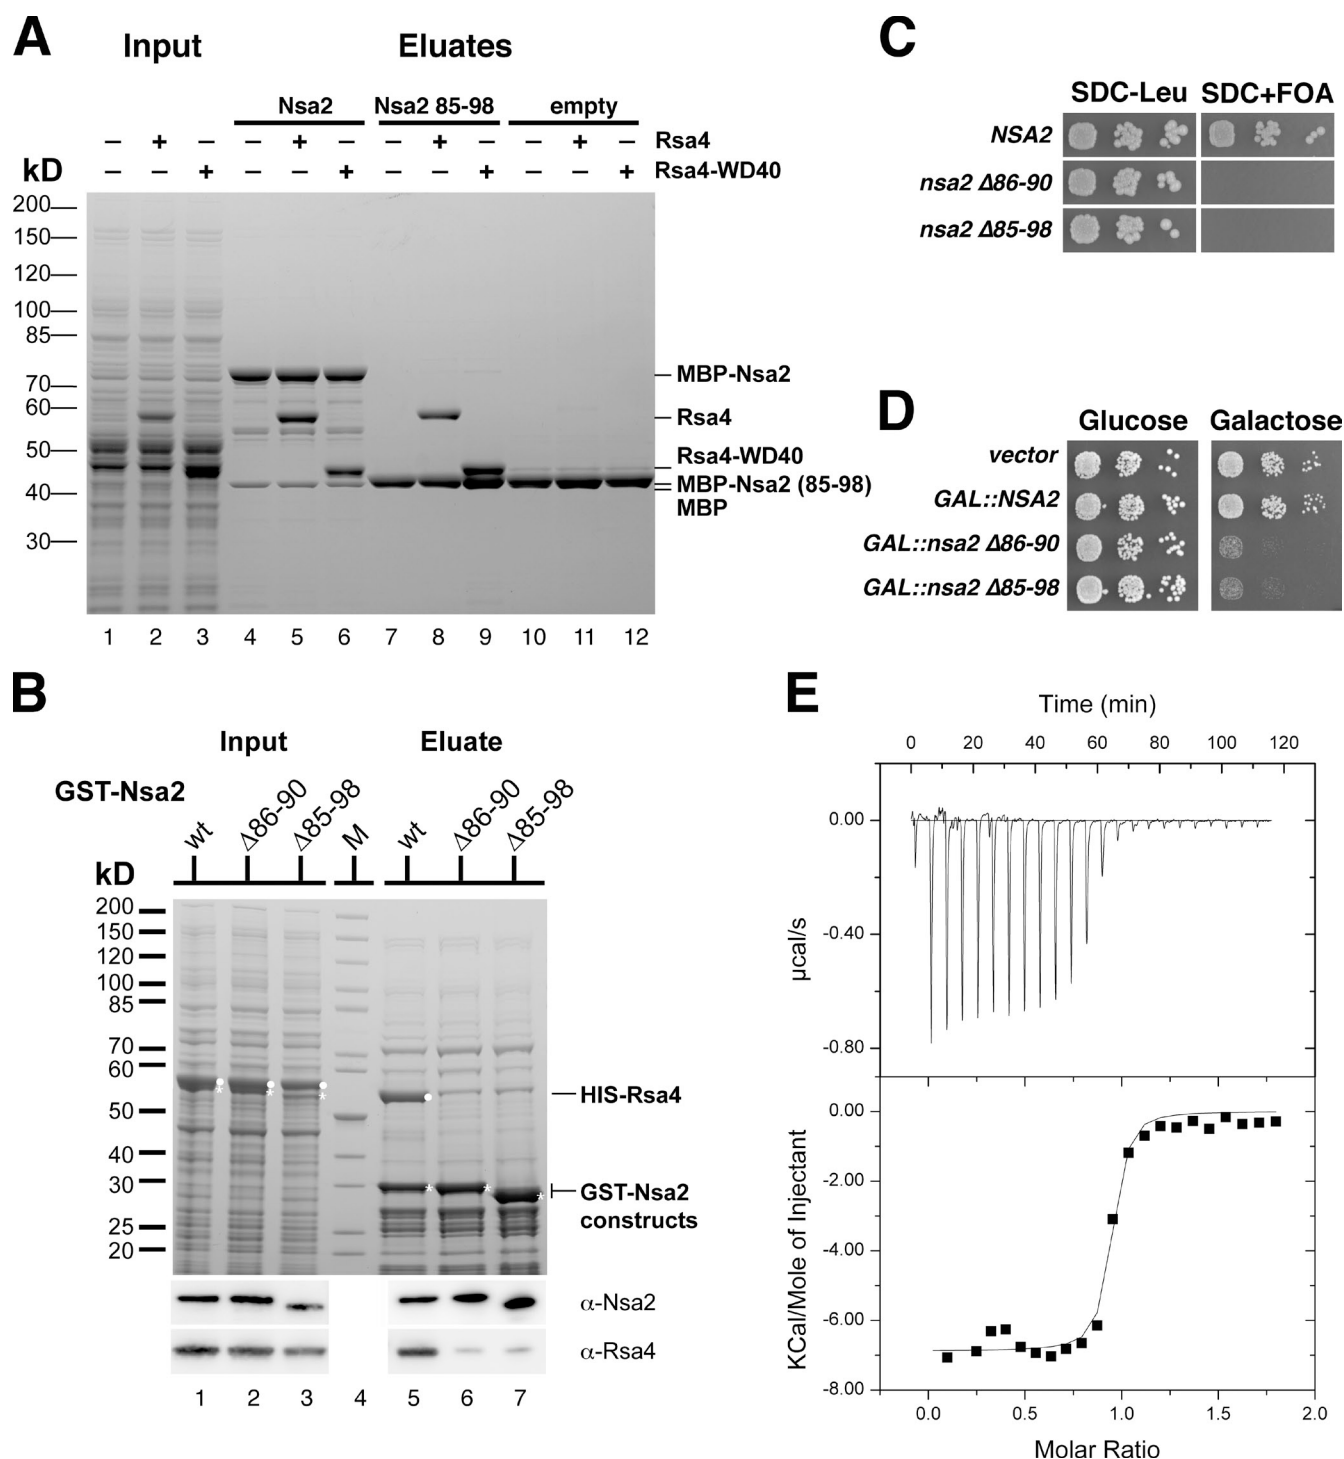 A
Input
Eluates
Nsa2
Nsa2 85-98
empty
– + – – + – – + – – + – Rsa4
– – + – – + – – + – – + Rsa4-WD40
kD
200
150
120
100
85
70
60
50
40
30
MBP-Nsa2
Rsa4
Rsa4-WD40
MBP-Nsa2 (85-98)
MBP
1 2 3 4 5 6 7 8 9 10 11 12
B
Input
Eluate
GST-Nsa2
wt
Δ86-90
Δ85-98
M
wt
Δ86-90
Δ85-98
kD
200
150
120
100
85
70
60
50
40
30
25
20
HIS-Rsa4
GST-Nsa2
constructs
α-Nsa2
α-Rsa4
1 2 3 4 5 6 7
C
SDC-Leu SDC+FOA
NSA2
nsa2 Δ86-90
nsa2 Δ85-98
D
Glucose Galactose
vector
GAL::NSA2
GAL::nsa2 Δ86-90
GAL::nsa2 Δ85-98
E
Time (min)
0 20 40 60 80 100 120
0.00
-0.40
-0.80
µcal/s
0.00
-2.00
-4.00
-6.00
-8.00
KCal/Mole of Injectant
0.0 0.5 1.0 1.5 2.0
Molar Ratio